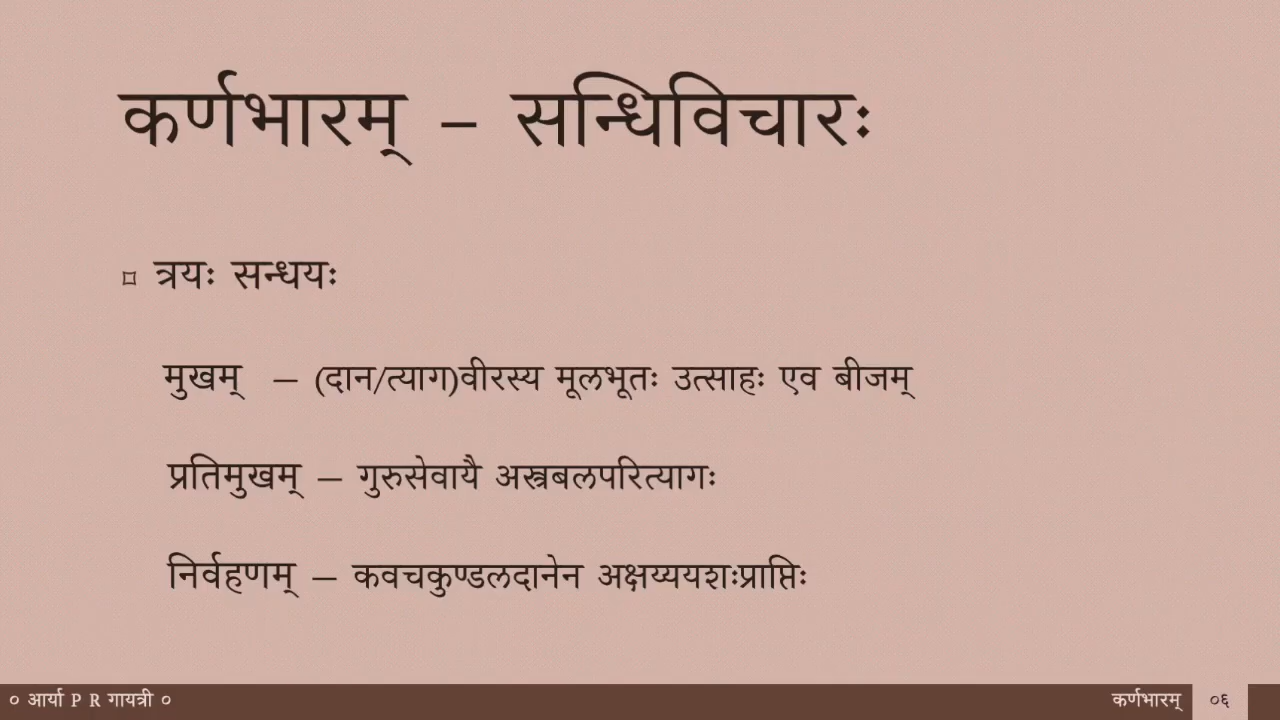 कर्णभारम् – सन्धिविचारः
¤ त्रयः सन्धयः
मुखम् – (दान/त्याग)वीरस्य मूलभूतः उत्साहः एव बीजम्
प्रतिमुखम् – गुरुसेवायै अस्त्रबलपरित्यागः
निर्वहणम् – कवचकुण्डलदानेन अक्षय्ययशःप्राप्तिः
० आर्या P R गायत्री ० कर्णभारम् ०६